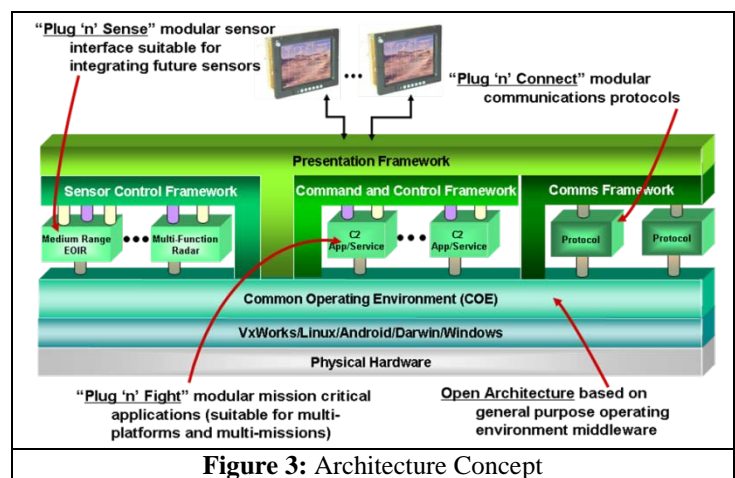 “Plug ’n’ Sense” modular sensor
interface suitable for
integrating future sensors
“Plug ’n’ Connect” modular
communications protocols
Presentation Framework
Sensor Control Framework
Command and Control Framework
Comms Framework
Medium Range
EOIR
Multi-Function
Radar
C2
App/Service
C2
App/Service
Protocol
Protocol
Common Operating Environment (COE)
VxWorks/Linux/Android/Darwin/Windows
Physical Hardware
“Plug ’n’ Fight” modular mission critical
applications (suitable for multi-
platforms and multi-missions)
Open Architecture based on
general purpose operating
environment middleware
Figure 3: Architecture Concept